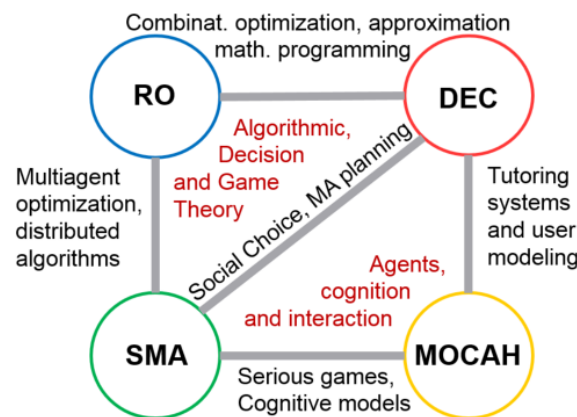 Combinat. optimization, approximation
math. programming
RO
DEC
Algorithmic,
Decision
and Game
Theory
Multiagent
optimization,
distributed
algorithms
Social Choice, MA planning
Tutoring
systems
and user
modeling
Agents,
cognition
and interaction
SMA
MOCAH
Serious games,
Cognitive models